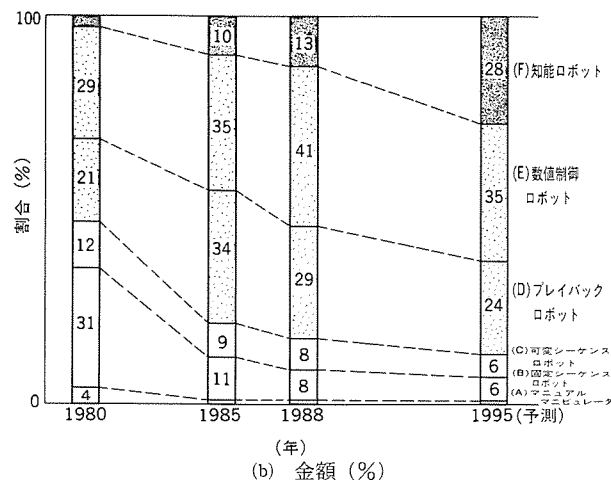 100
割合（%）
0
29
21
12
31
4
10
35
34
9
11
13
41
29
8
8
28
35
24
6
6
(F)知能ロボット
(E)数値制御
ロボット
(D)プレイバック
ロボット
(C)可変シーケンス
ロボット
(B)固定シーケンス
ロボット
(A)マニュアル
マニピュレータ
1980
1985
1988
1995(予測)
（年）
(b) 金額（%）